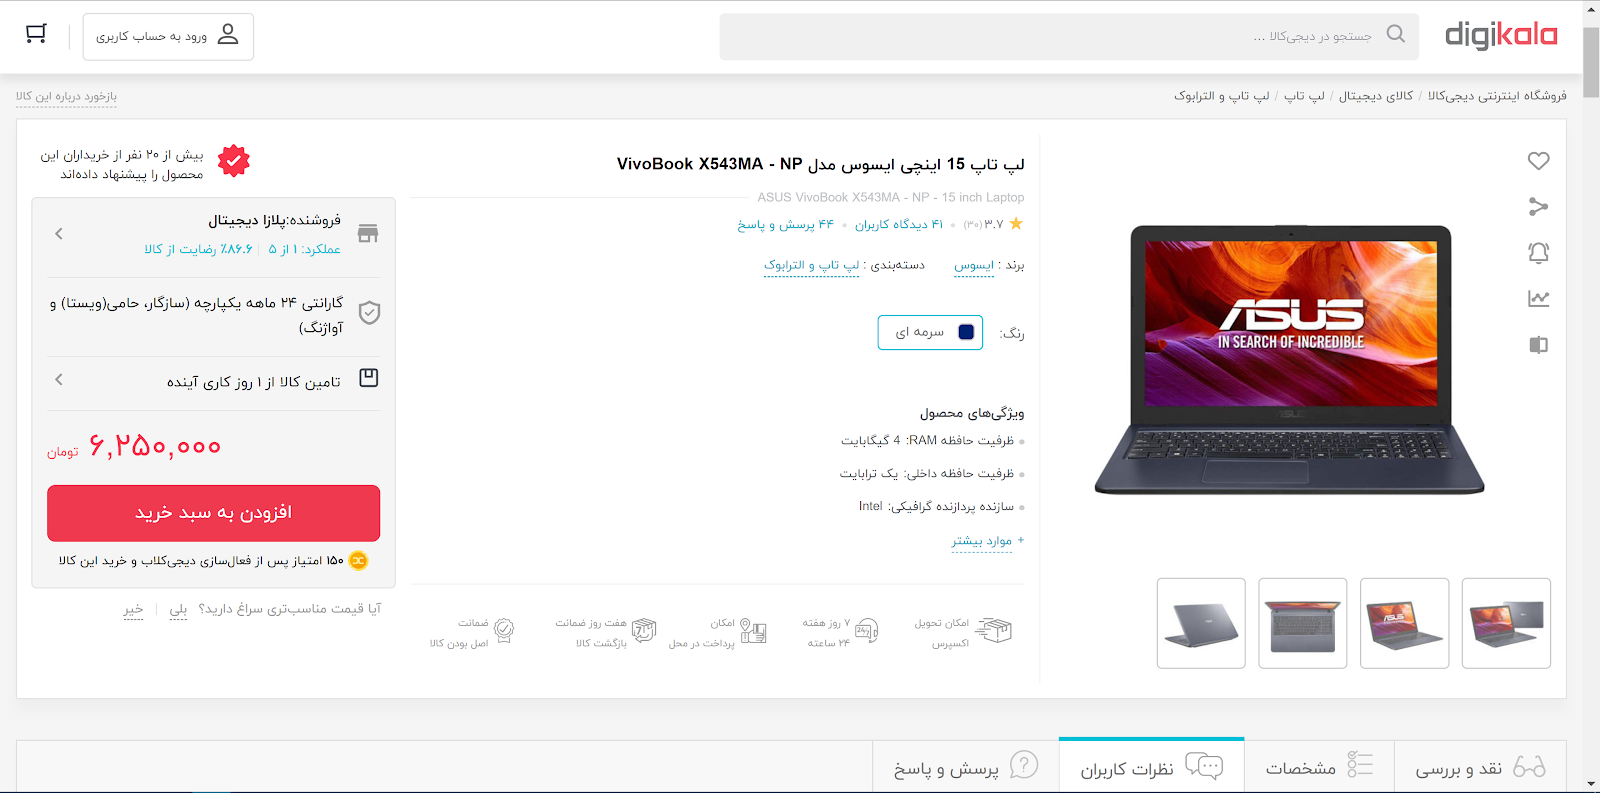 digikala
جستجو در دیجی‌کالا ...
ورود به حساب کاربری
فروشگاه اینترنتی دیجی‌کالا / کالای دیجیتال / لپ تاپ / لپ تاپ و الترابوک
بازخورد درباره این کالا
ASUS
IN SEARCH OF INCREDIBLE
لپ تاپ 15 اینچی ایسوس مدل VivoBook X543MA - NP
ASUS VivoBook X543MA - NP - 15 inch Laptop
۳.۷ (۳۰) ۴۱ دیدگاه کاربران ۴۴ پرسش و پاسخ
برند : ایسوس دسته‌بندی : لپ تاپ و الترابوک
رنگ: سرمه ای
ویژگی‌های محصول
ظرفیت حافظه RAM: 4 گیگابایت
ظرفیت حافظه داخلی: یک ترابایت
سازنده پردازنده گرافیکی: Intel
+ موارد بیشتر
امکان تحویل
اکسپرس
۷ روز هفته
۲۴ ساعته
امکان
پرداخت در محل
هفت روز ضمانت
بازگشت کالا
ضمانت
اصل بودن کالا
بیش از ۲۰ نفر از خریداران این
محصول را پیشنهاد داده‌اند
فروشنده:پلازا دیجیتال
عملکرد: ۱ از ۵ | ۸۶.۶٪ رضایت از کالا
گارانتی ۲۴ ماهه یکپارچه (سازگار، حامی(ویستا) و
آواژنگ)
تامین کالا از ۱ روز کاری آینده
۶,۲۵۰,۰۰۰ تومان
افزودن به سبد خرید
۱۵۰ امتیاز پس از فعال‌سازی دیجی‌کلاب و خرید این کالا
آیا قیمت مناسب‌تری سراغ دارید؟ بلی | خیر
نقد و بررسی
مشخصات
نظرات کاربران
پرسش و پاسخ